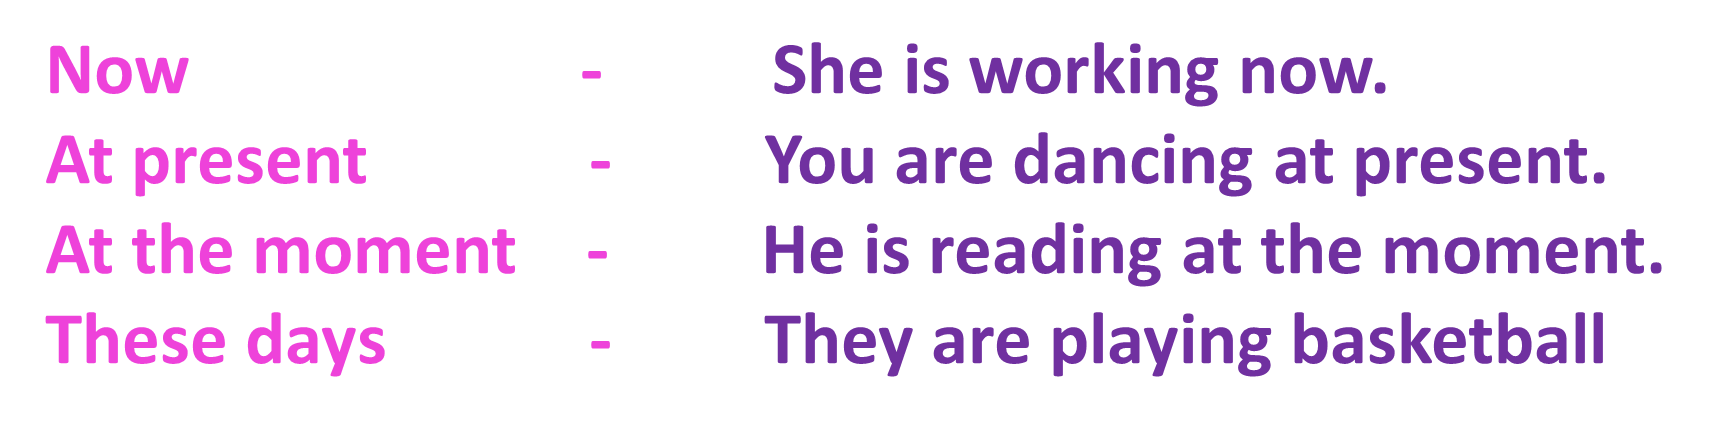 Now - She is working now.
At present - You are dancing at present.
At the moment - He is reading at the moment.
These days - They are playing basketball